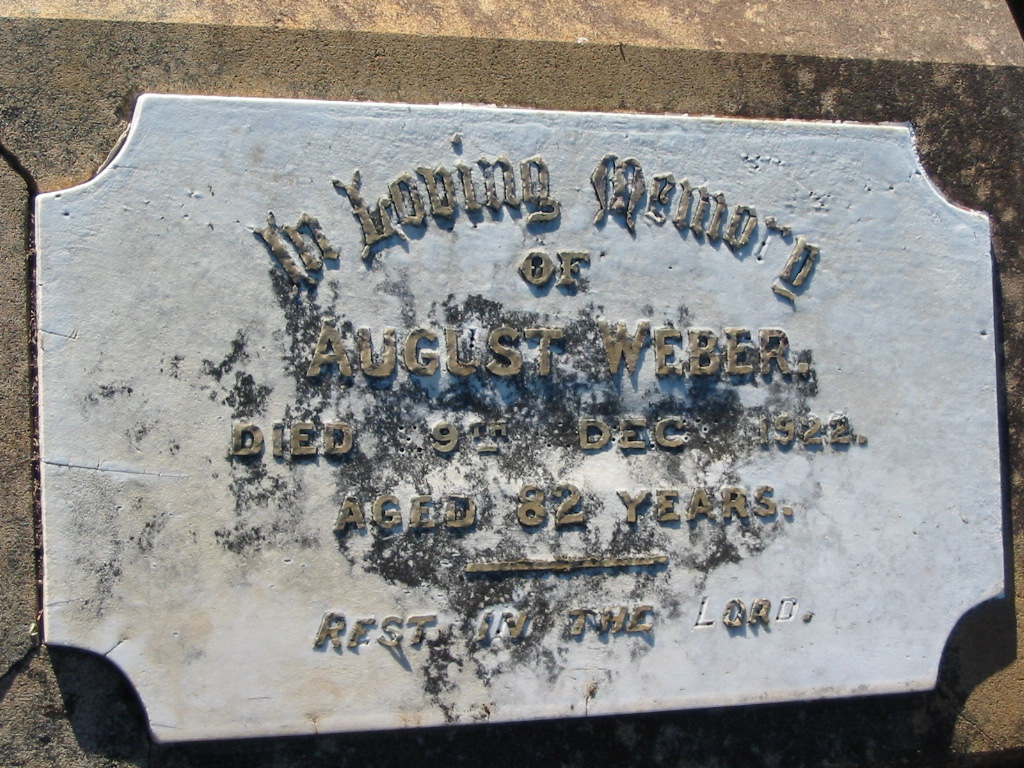 In Loving Memory
OF
AUGUST WEBER.
DIED 9TH DEC 1922.
AGED 82 YEARS.
REST IN THE LORD.